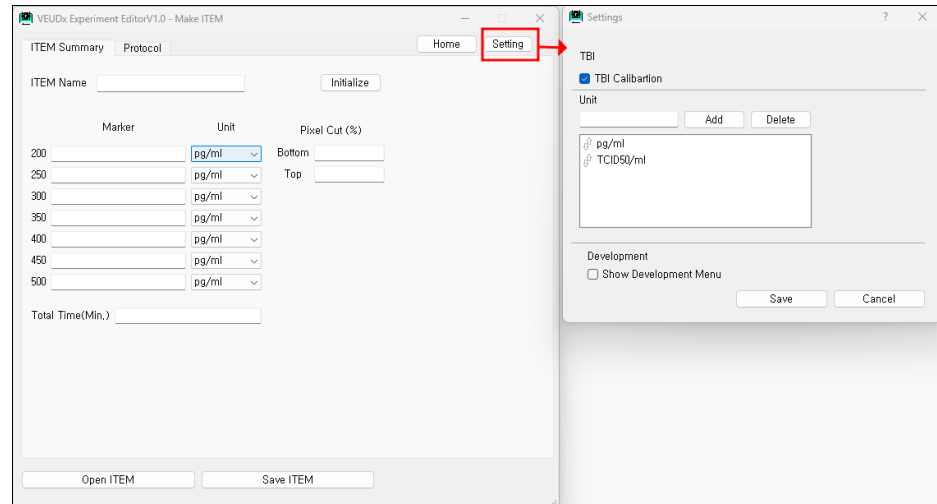 VEUDx Experiment EditorV1.0 - Make ITEM
ITEM Summary
Protocol
Home
Setting
ITEM Name
Initialize
Marker
Unit
Pixel Cut (%)
200
pg/ml
Bottom
250
pg/ml
Top
300
pg/ml
350
pg/ml
400
pg/ml
450
pg/ml
500
pg/ml
Total Time(Min,)
Open ITEM
Save ITEM
Settings
?
TBI
TBI Calibartion
Unit
Add
Delete
pg/ml
TCID50/ml
Development
Show Development Menu
Save
Cancel